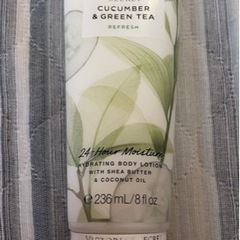 CUCUMBER
& GREEN TEA
REFRESH
24-Hour Moisture
HYDRATING BODY LOTION
WITH SHEA BUTTER
& COCONUT OIL
℮ 236 mL/8 fl oz